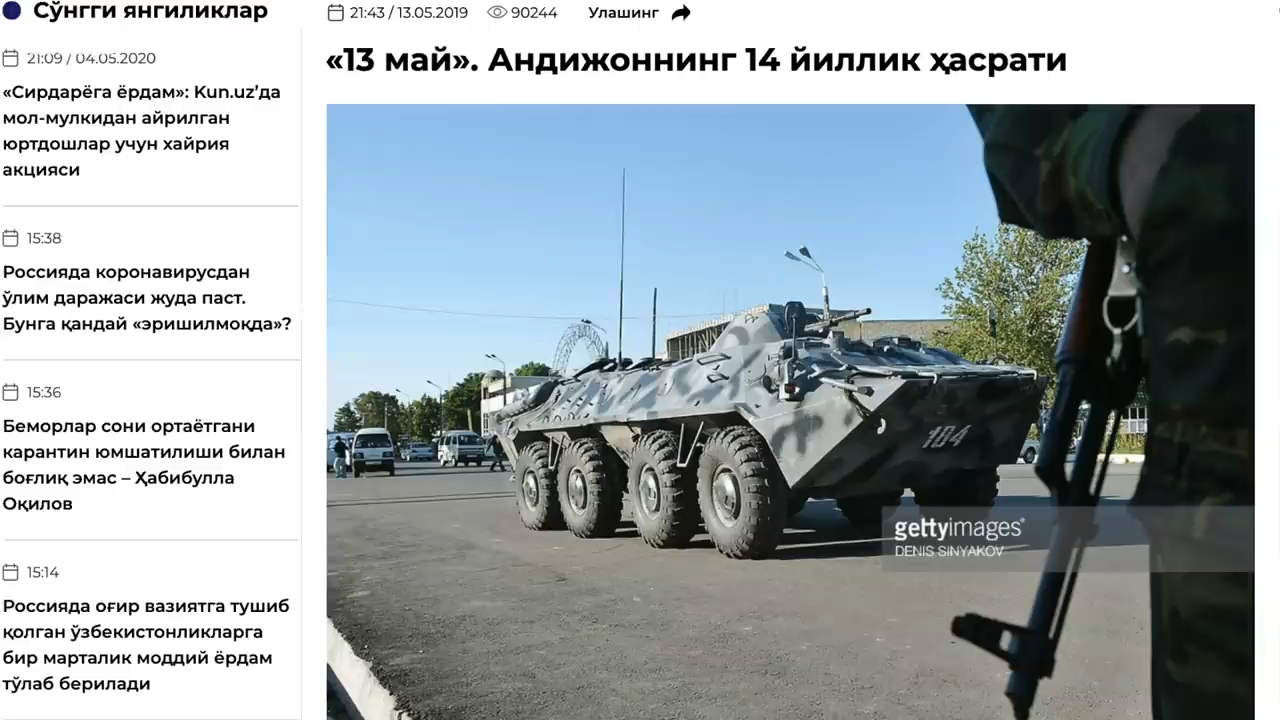 Сўнгги янгиликлар
21:09 / 04.05.2020
«Сирдарёга ёрдам»: Kun.uz’да
мол-мулкидан айрилган
юртдошлар учун хайрия
акцияси
15:38
Россияда коронавирусдан
ўлим даражаси жуда паст.
Бунга қандай «эришилмоқда»?
15:36
Беморлар сони ортаётгани
карантин юмшатилиши билан
боғлиқ эмас – Ҳабибулла
Оқилов
15:14
Россияда оғир вазиятга тушиб
қолган ўзбекистонликларга
бир марталик моддий ёрдам
тўлаб берилади
21:43 / 13.05.2019 90244 Улашинг
«13 май». Андижоннинг 14 йиллик ҳасрати
184
gettyimages®
DENIS SINYAKOV